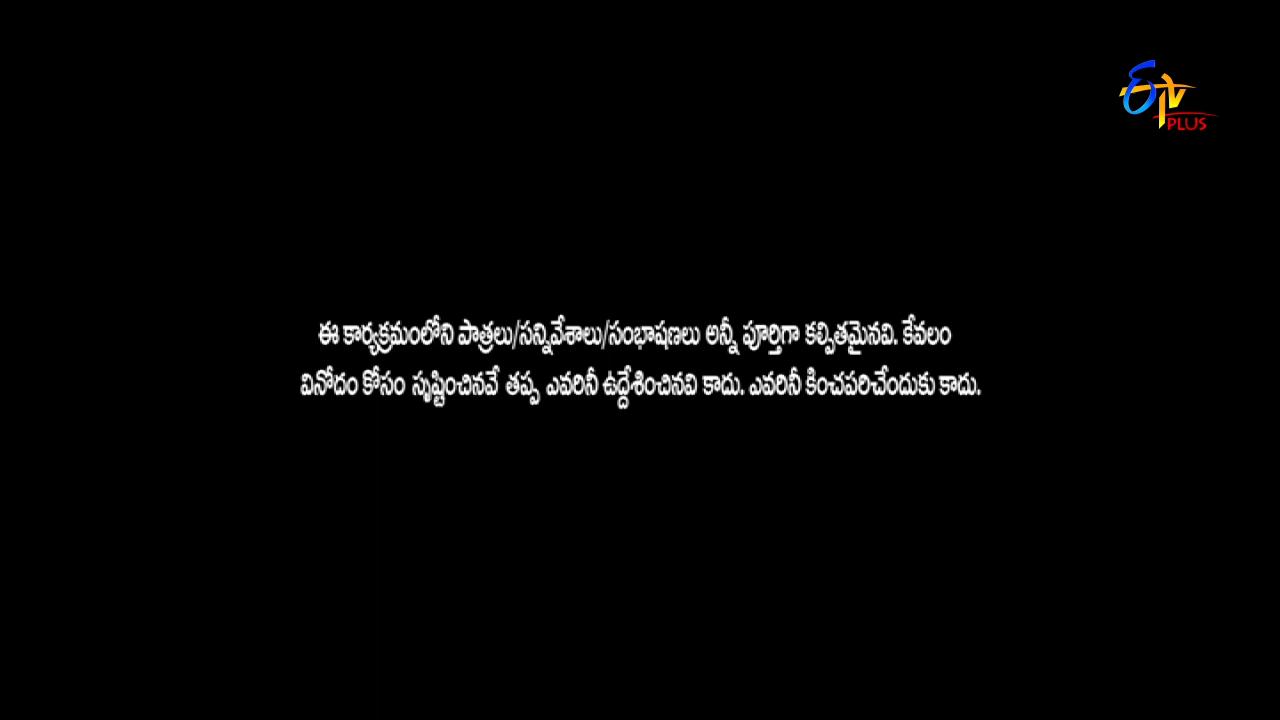 ETV
PLUS
ఈ కార్యక్రమంలోని పాత్రలు/సన్నివేశాలు/సంభాషణలు అన్నీ పూర్తిగా కల్పితమైనవి. కేవలం
వినోదం కోసం సృష్టించినవే తప్ప ఎవరినీ ఉద్దేశించినవి కాదు. ఎవరినీ కించపరిచేందుకు కాదు.